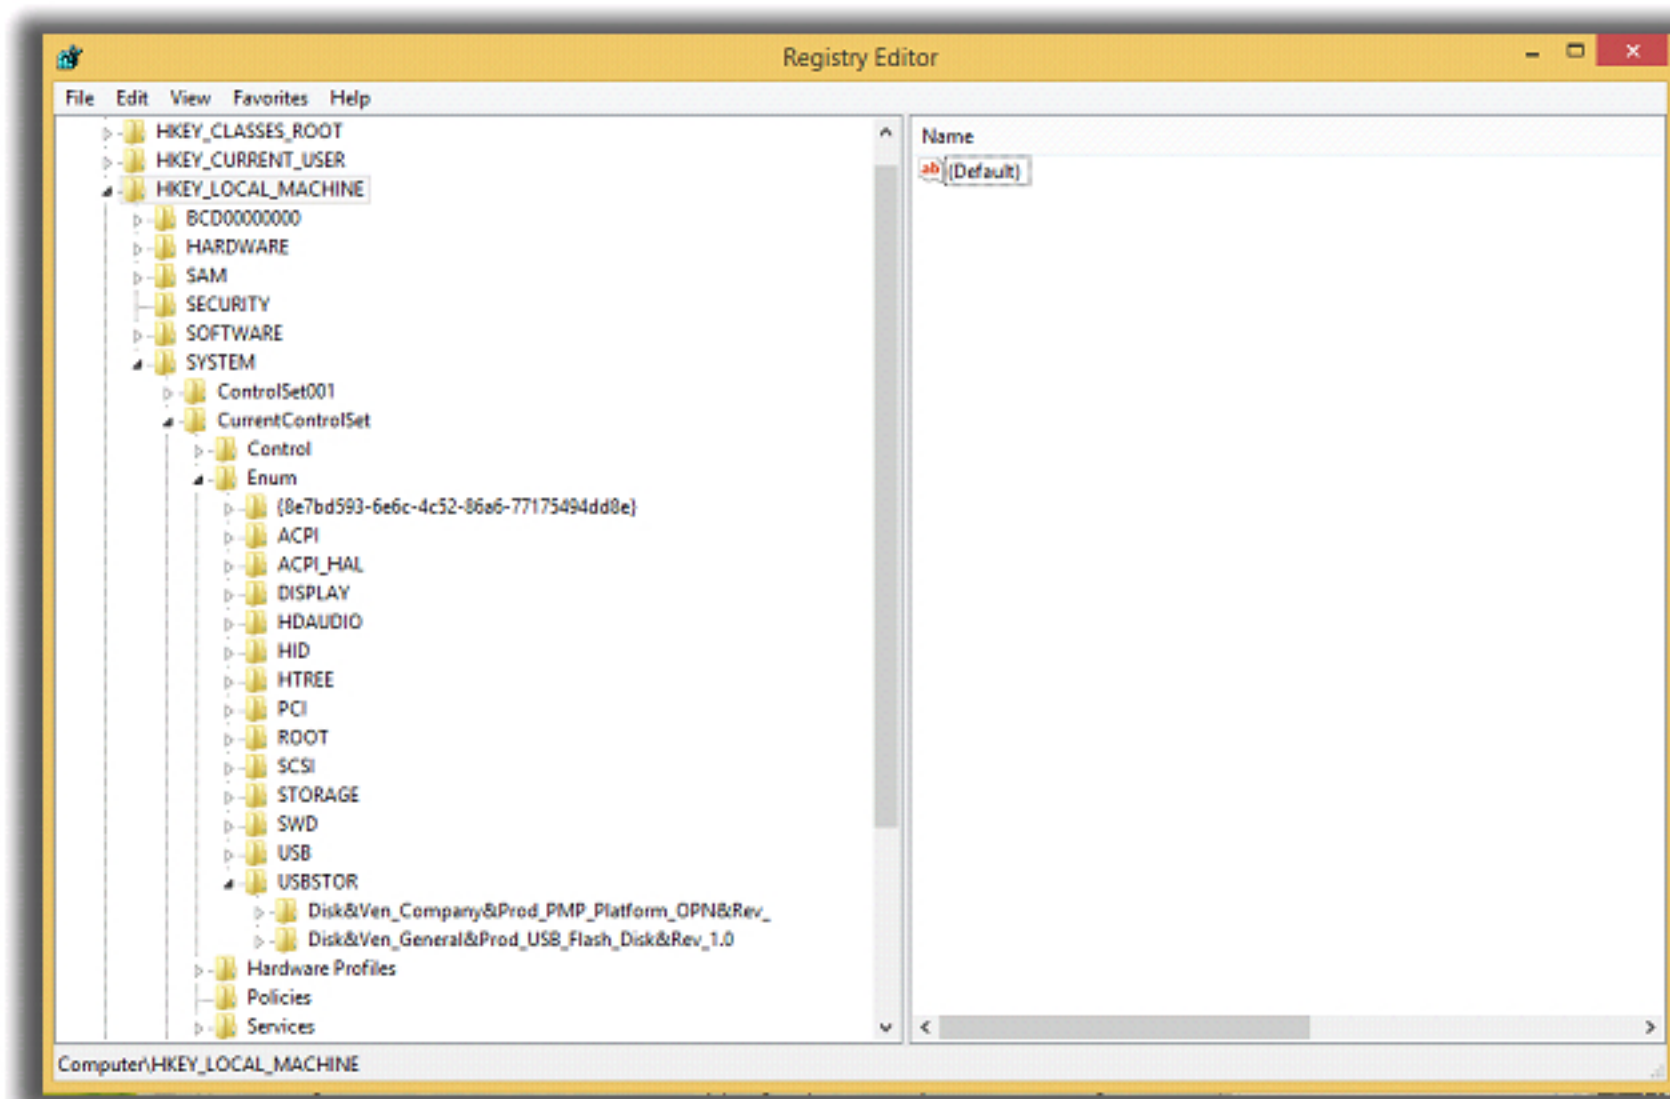 Registry Editor
File Edit View Favorites Help
HKEY_CLASSES_ROOT
HKEY_CURRENT_USER
HKEY_LOCAL_MACHINE
BCD00000000
HARDWARE
SAM
SECURITY
SOFTWARE
SYSTEM
ControlSet001
CurrentControlSet
Control
Enum
{8e7bd593-6e6c-4c52-86a6-77175494dd8e}
ACPI
ACPI_HAL
DISPLAY
HDAUDIO
HID
HTREE
PCI
ROOT
SCSI
STORAGE
SWD
USB
USBSTOR
Disk&Ven_Company&Prod_PMP_Platform_OPN&Rev_
Disk&Ven_General&Prod_USB_Flash_Disk&Rev_1.0
Hardware Profiles
Policies
Services
Name
ab (Default)
Computer\HKEY_LOCAL_MACHINE